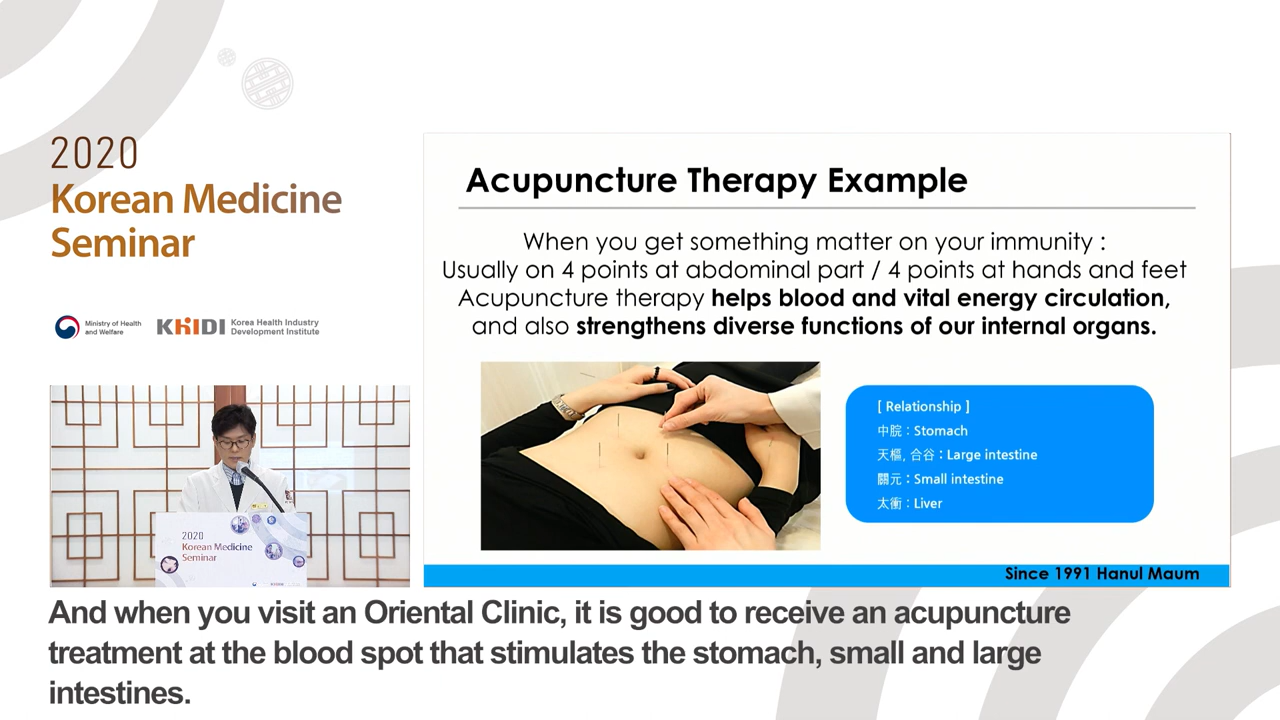 2020
Korean Medicine
Seminar
Ministry of Health
and Welfare
KHIDI
Korea Health Industry
Development Institute
Acupuncture Therapy Example
When you get something matter on your immunity :
Usually on 4 points at abdominal part / 4 points at hands and feet
Acupuncture therapy helps blood and vital energy circulation,
and also strengthens diverse functions of our internal organs.
[ Relationship ]
中脘 : Stomach
天樞, 合谷 : Large intestine
關元 : Small intestine
太衝 : Liver
Since 1991 Hanul Maum
2020
Korean Medicine
Seminar
And when you visit an Oriental Clinic, it is good to receive an acupuncture
treatment at the blood spot that stimulates the stomach, small and large
intestines.